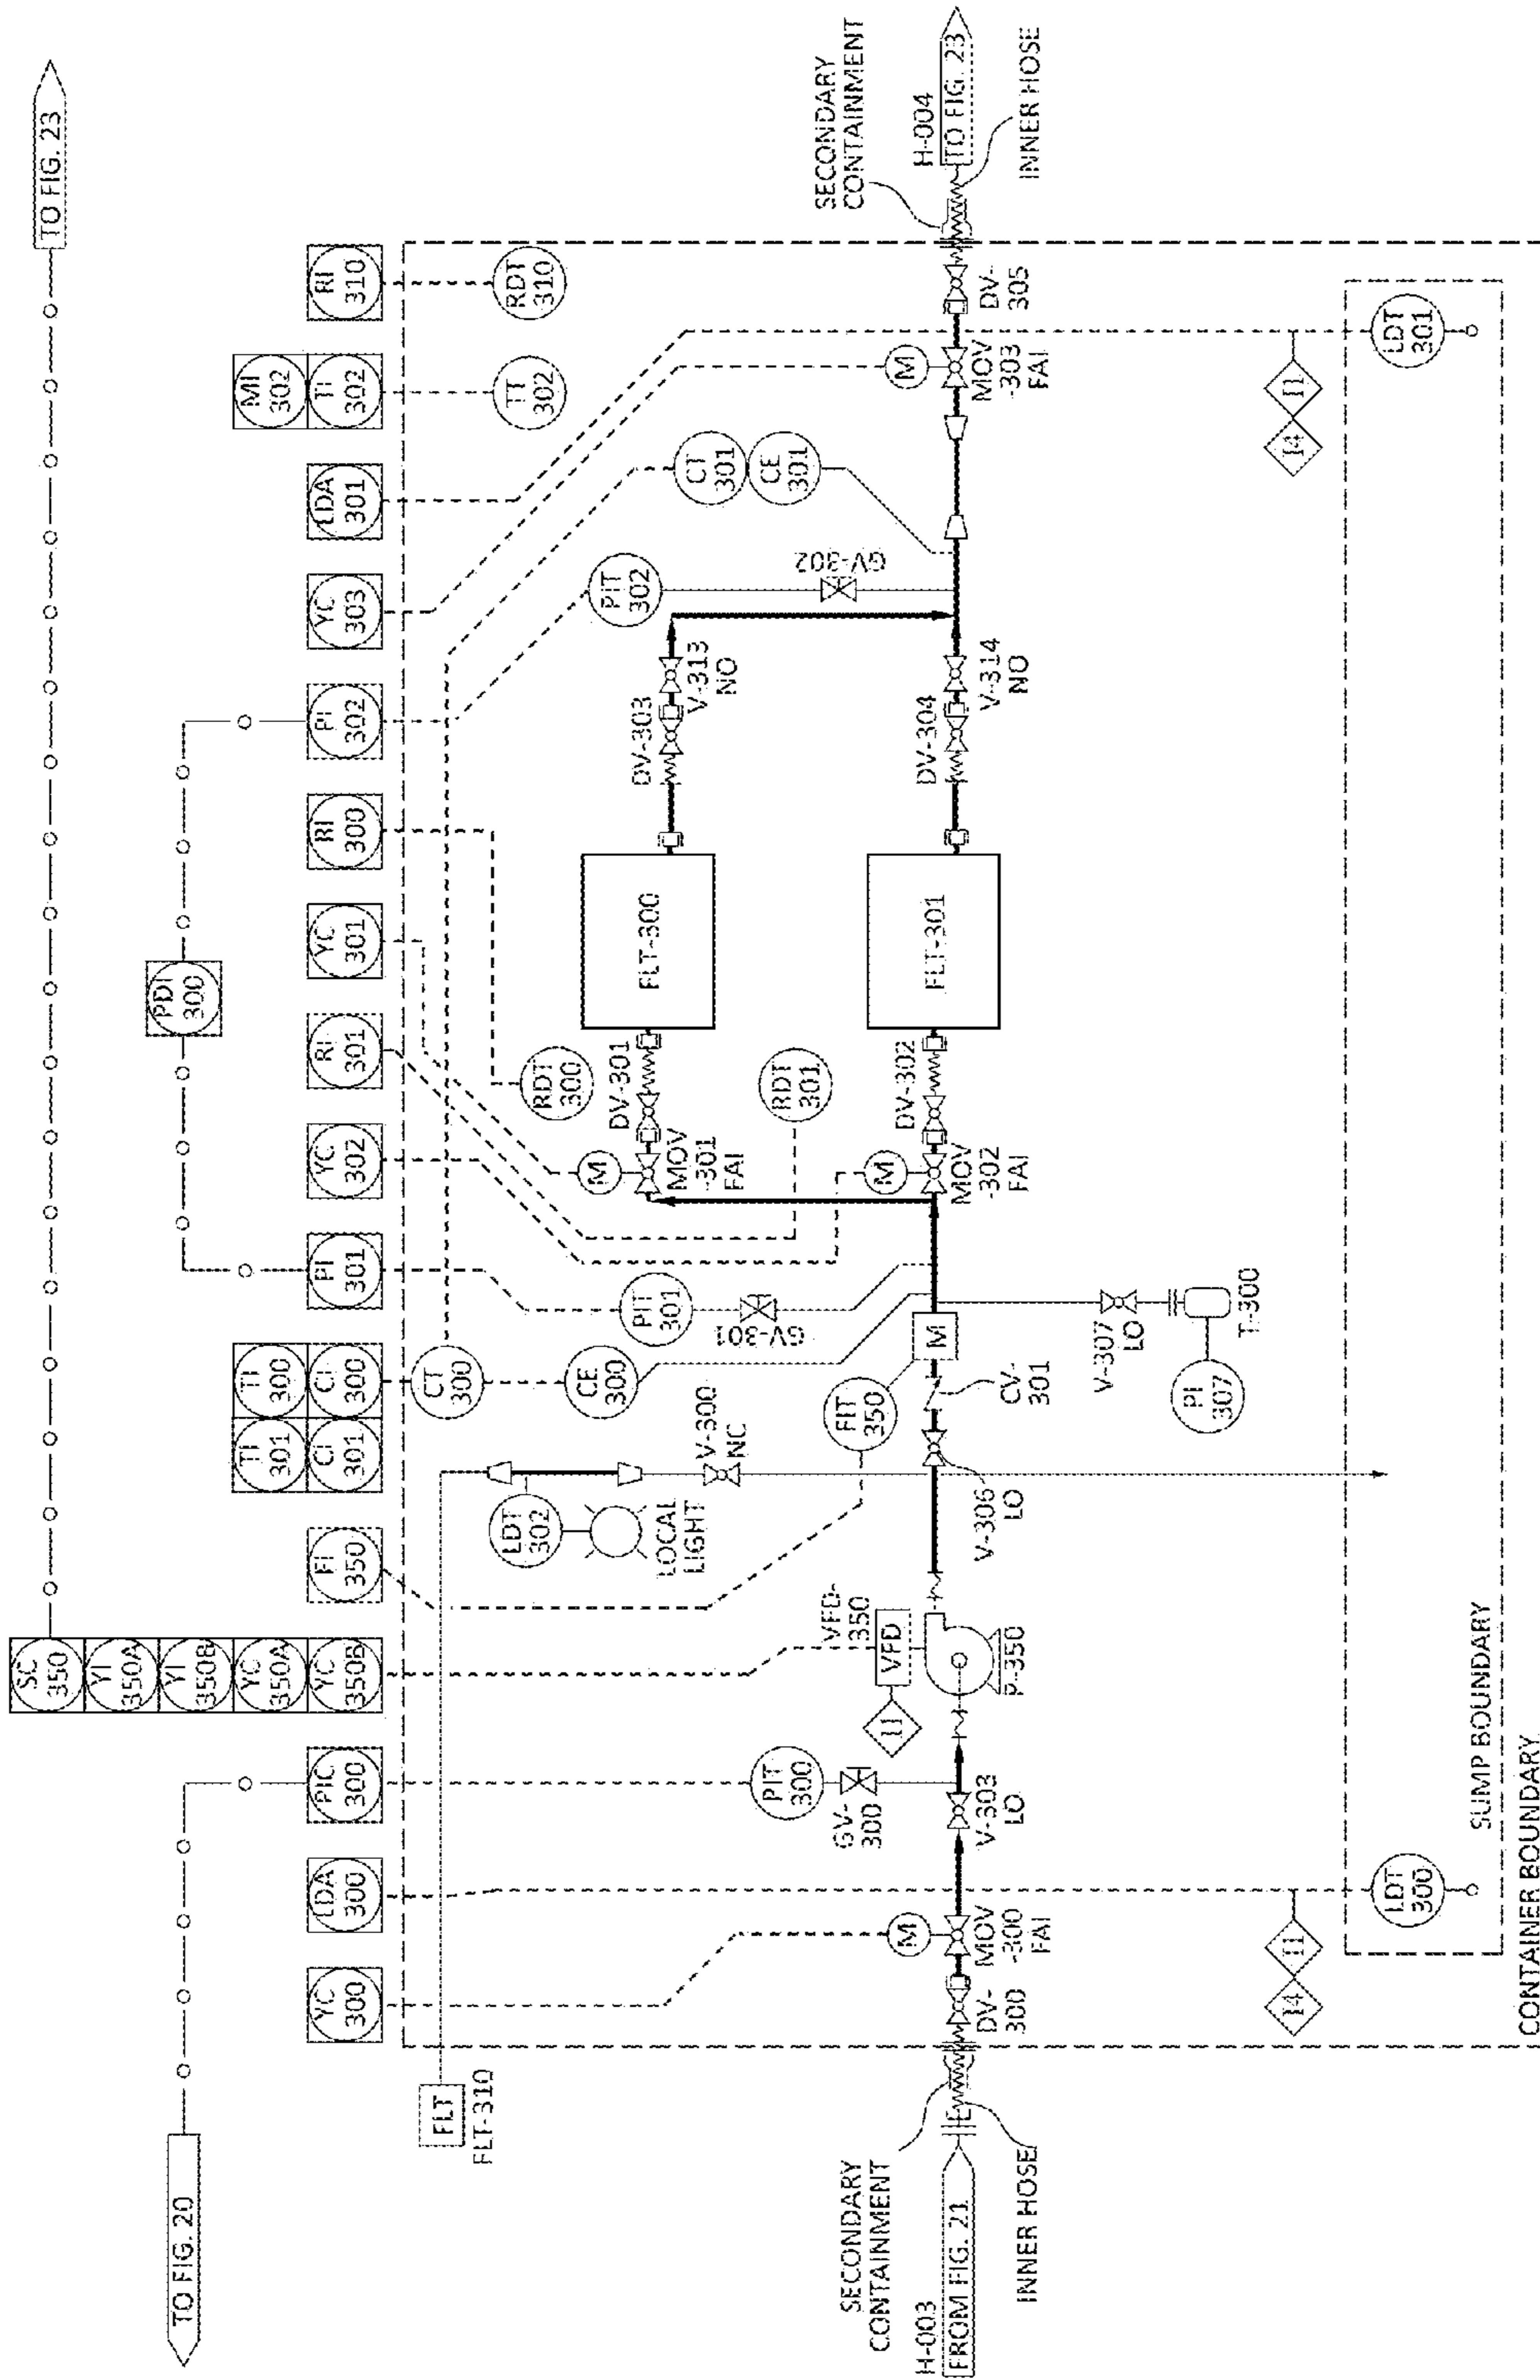 TO FIG. 20
TO FIG. 23
PDI
300
YC
300
LDA
300
PIC
300
SC
350
YI
350A
YI
350B
YC
350A
YC
350B
FI
350
TI
301
TI
300
CI
301
CI
300
PI
301
YC
302
RI
301
YC
301
RI
300
PI
302
YC
303
LDA
301
MI
302
TI
302
RI
310
FLT
FLT-310
LDT
302
LOCAL
LIGHT
V-300
NC
CT
300
CE
300
PIT
301
GV-301
RDT
300
RDT
301
PIT
302
GV-302
CT
301
CE
301
TT
302
RDT
310
DV-301
M
MOV
-301
FAI
FLT-300
DV-303
V-313
NO
DV-302
M
MOV
-302
FAI
FLT-301
DV-304
V-314
NO
SECONDARY
CONTAINMENT
H-003
FROM FIG. 21
INNER HOSE
DV-
300
M
MOV
-300
FAI
PIT
300
GV-
300
V-303
LO
VFD-
350
VFD
I1
P-350
FIT
350
V-306
LO
CV-
301
M
V-307
LO
PI
307
T-300
M
MOV
-303
FAI
DV-
305
SECONDARY
CONTAINMENT
H-004
TO FIG. 23
INNER HOSE
I4
I1
I4
I1
LDT
300
LDT
301
SUMP BOUNDARY
CONTAINER BOUNDARY